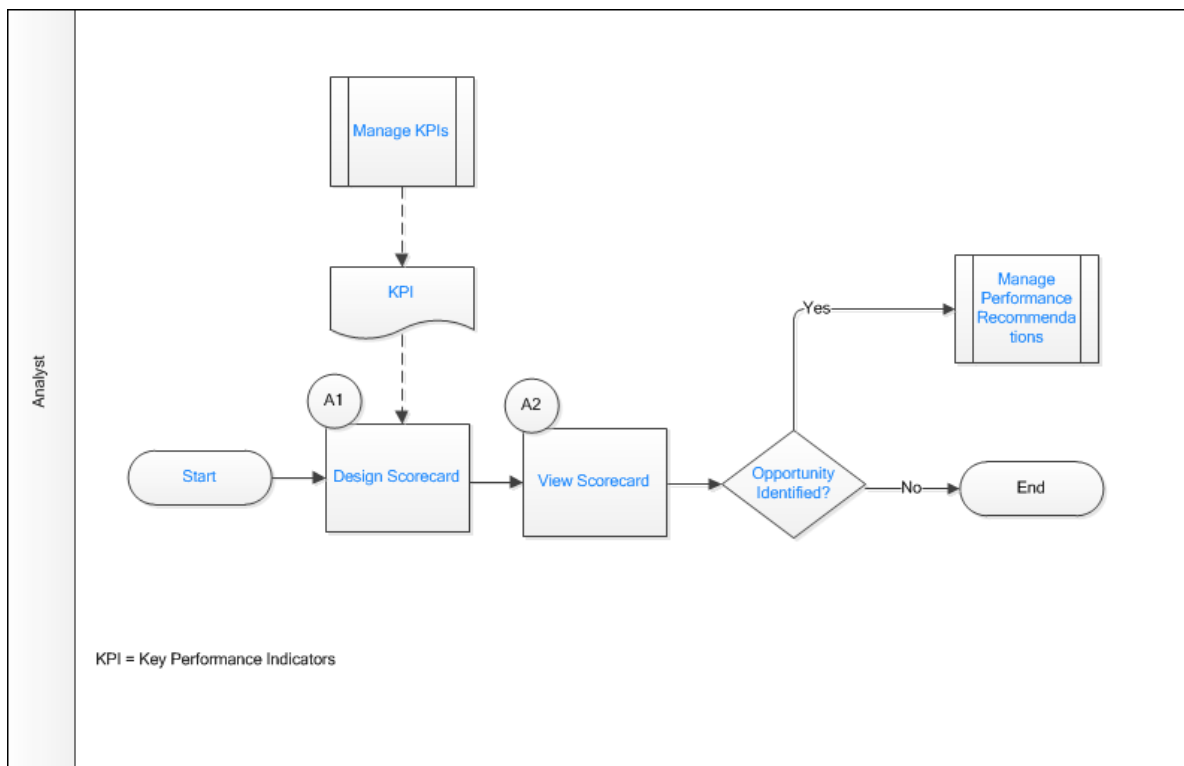 Analyst
Manage KPIs
KPI
A1
A2
Start
Design Scorecard
View Scorecard
Opportunity
Identified?
Yes
Manage
Performance
Recommenda
tions
No
End
KPI = Key Performance Indicators